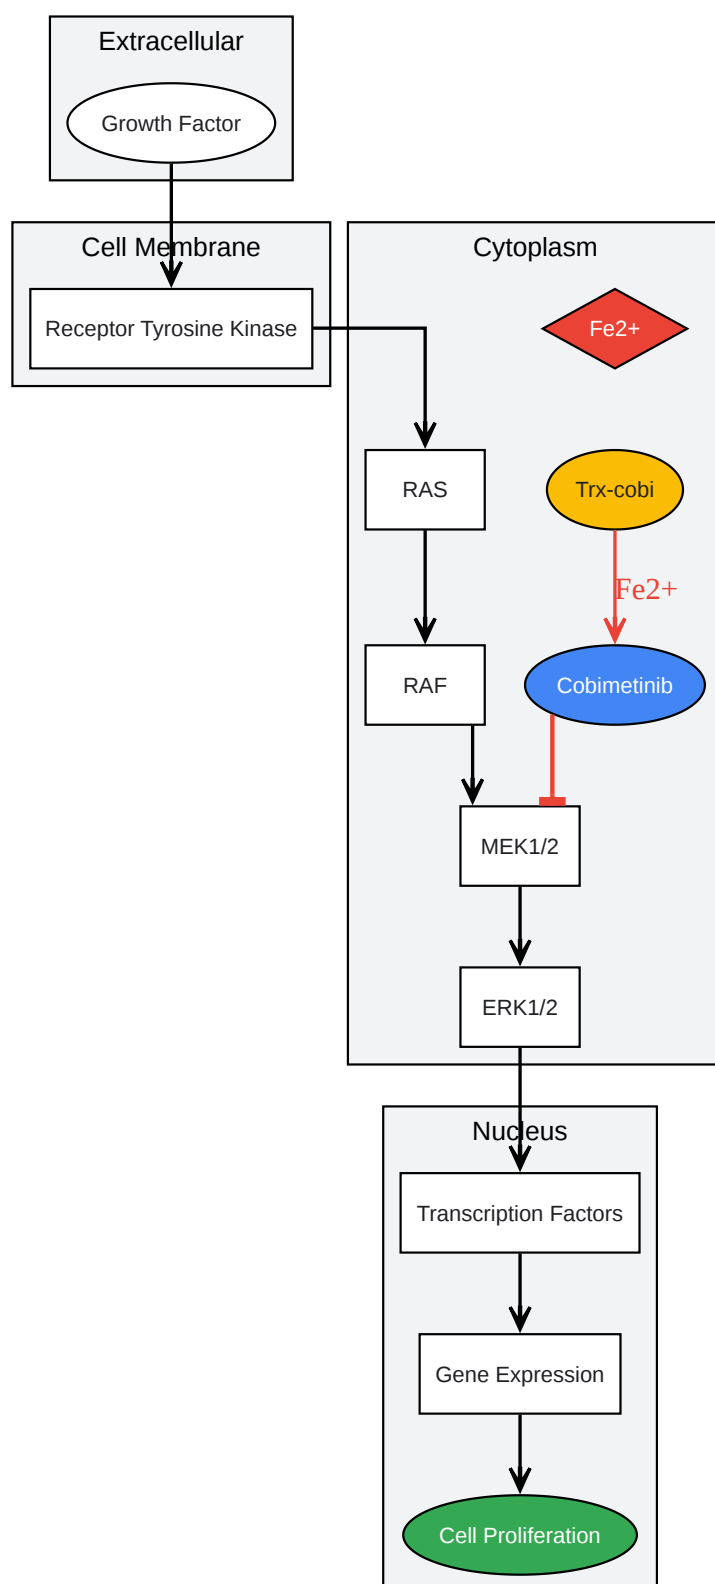 Extracellular
Growth Factor
Cell Membrane
Receptor Tyrosine Kinase
Cytoplasm
Fe2+
RAS
Trx-cobi
Fe2+
RAF
Cobimetinib
MEK1/2
ERK1/2
Nucleus
Transcription Factors
Gene Expression
Cell Proliferation